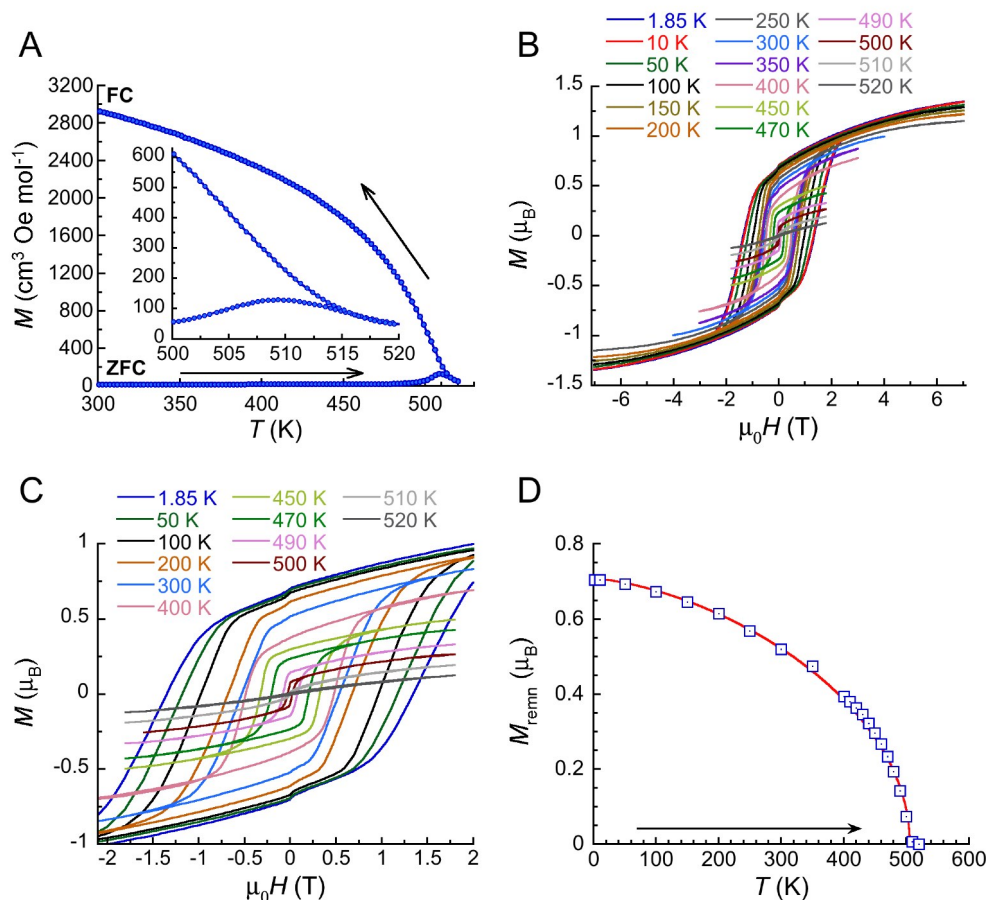 A
FC
ZFC
M (cm³ Oe mol⁻¹)
3200
2800
2400
2000
1600
1200
800
400
0
600
500
400
300
200
100
0
500 505 510 515 520
300 350 400 450 500
T (K)
B
1.85 K 250 K 490 K
10 K 300 K 500 K
50 K 350 K 510 K
100 K 400 K 520 K
150 K 450 K
200 K 470 K
M (μB)
1.5
1
0.5
0
-0.5
-1
-1.5
-6 -4 -2 0 2 4 6
μ₀H (T)
C
1.85 K 450 K 510 K
50 K 470 K 520 K
100 K 490 K
200 K 500 K
300 K
400 K
M (μB)
1
0.5
0
-0.5
-1
-2 -1.5 -1 -0.5 0 0.5 1 1.5 2
μ₀H (T)
D
Mremn (μB)
0.8
0.6
0.4
0.2
0
0 100 200 300 400 500 600
T (K)